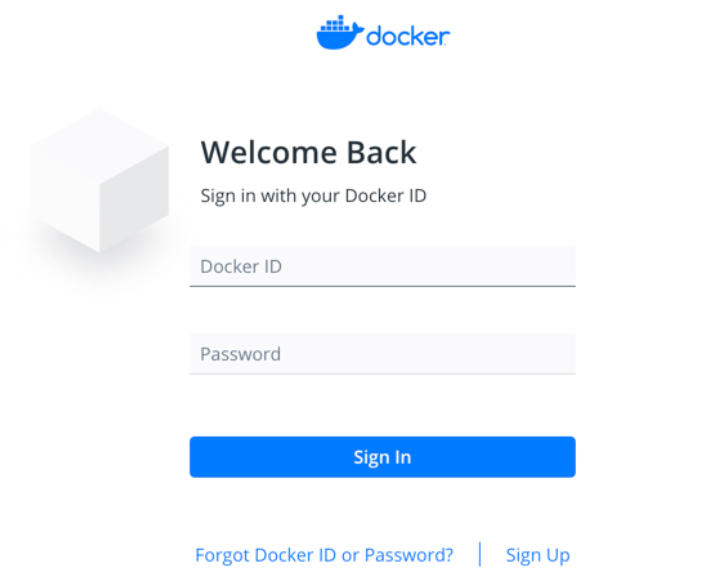 docker
Welcome Back
Sign in with your Docker ID
Docker ID
Password
Sign In
Forgot Docker ID or Password? | Sign Up